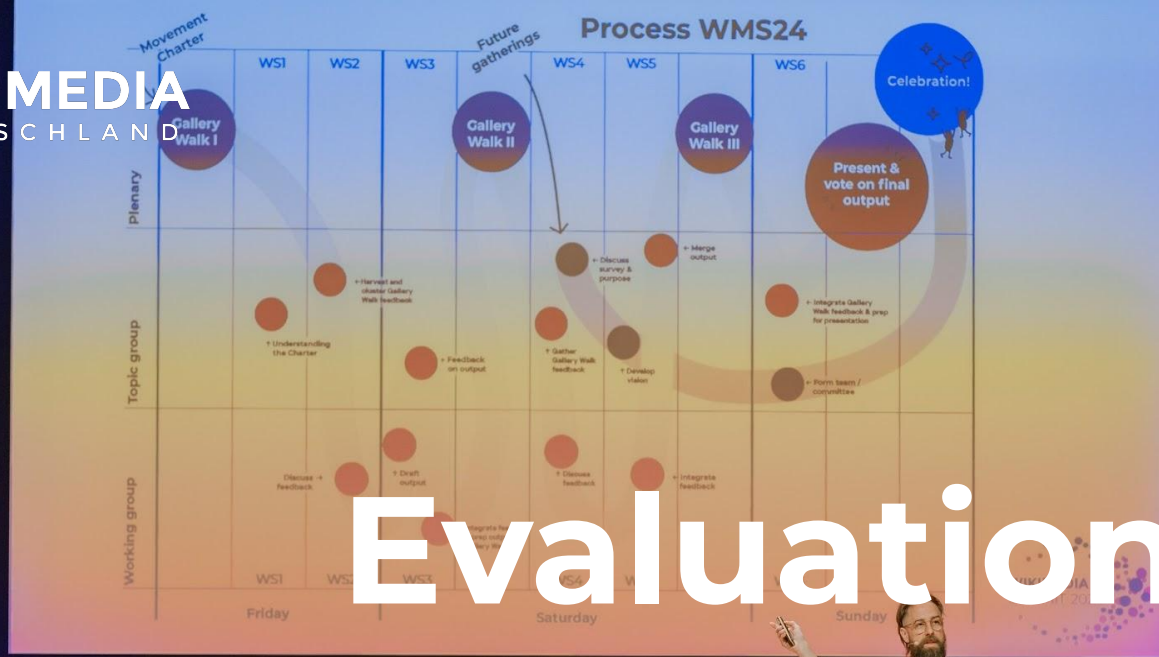 Process WMS24
Movement
Charter
Future
gatherings
WS1
WS2
WS3
WS4
WS5
WS6
MEDIA
SCHLAND
Celebration!
Gallery
Walk I
Gallery
Walk II
Gallery
Walk III
Present &
vote on final
output
Plenary
← Discuss
survey &
purpose
← Merge
output
← Harvest and
cluster Gallery
Walk feedback
← Integrate Gallery
Walk feedback & prep
for presentation
↑ Understanding
the Charter
← Feedback
on output
↑ Gather
Gallery Walk
feedback
↑ Develop
vision
← Form team /
committee
Topic group
Discuss →
feedback
↑ Draft
output
↑ Discuss
feedback
← Integrate
feedback
Working group
Evaluation
WS1
WS2
WS3
Friday
Saturday
Sunday